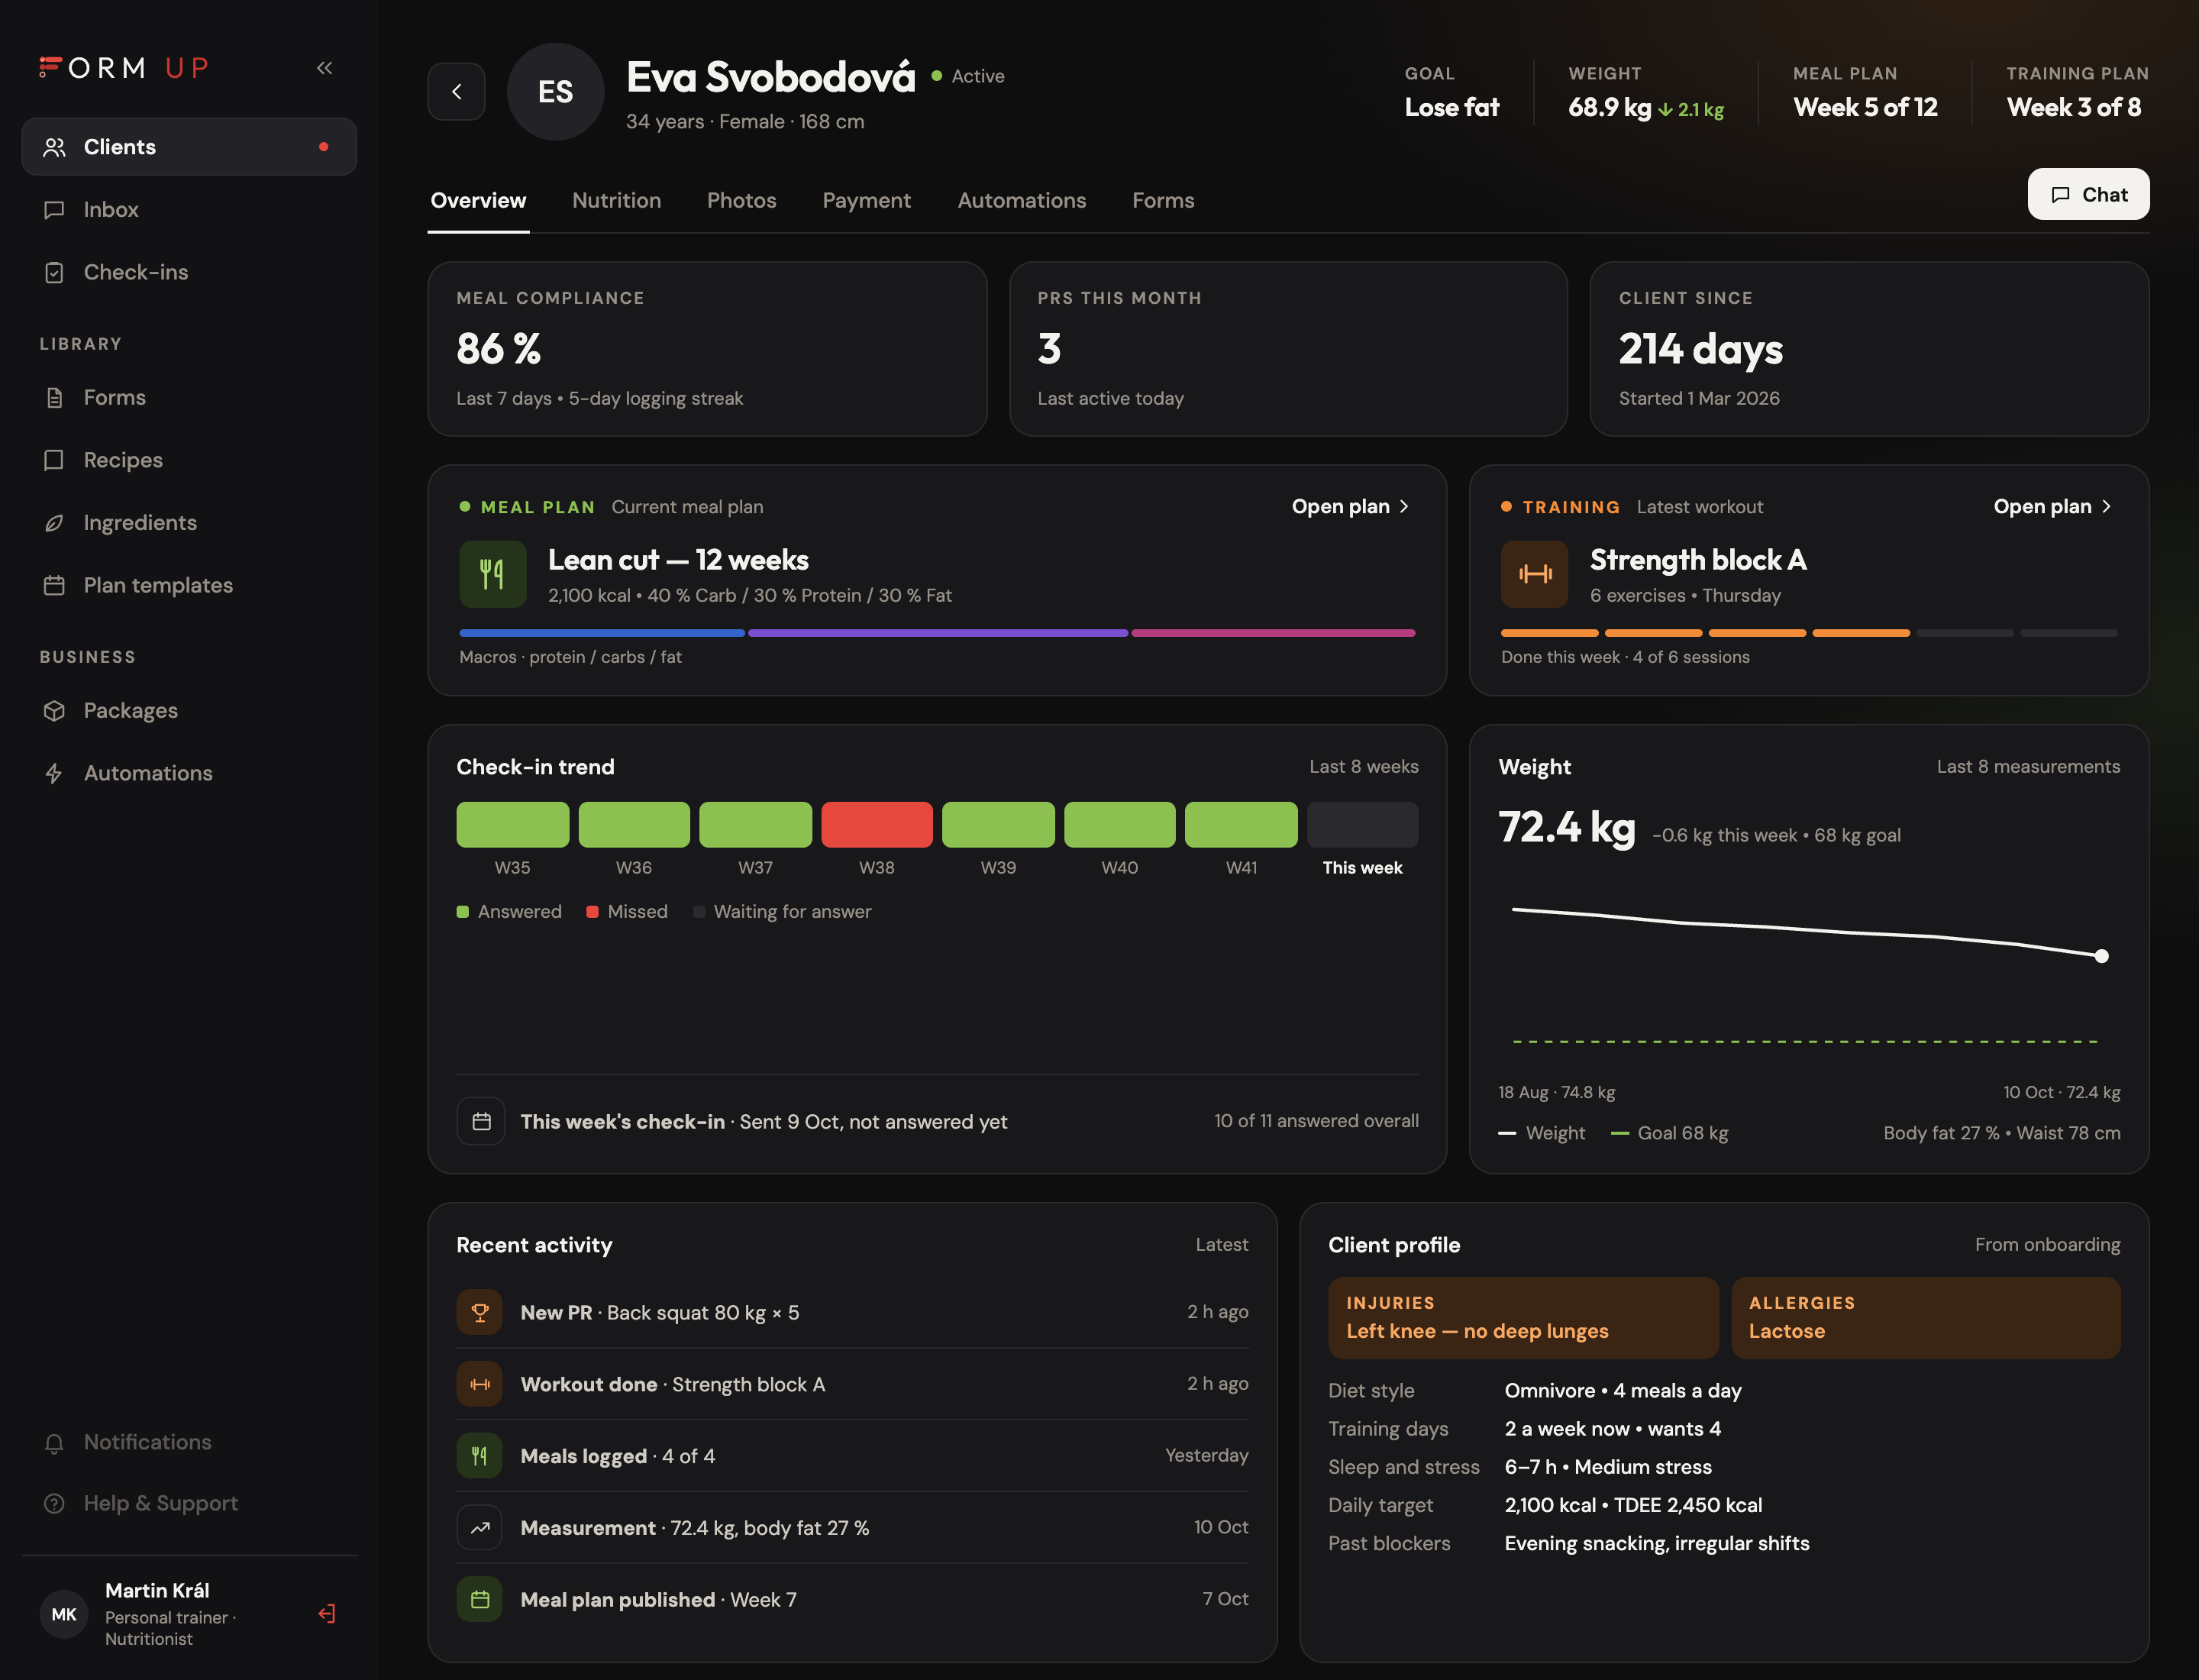 FORM UP
Clients
Inbox
Check-ins
LIBRARY
Forms
Recipes
Ingredients
Plan templates
BUSINESS
Packages
Automations
Notifications
Help & Support
MK
Martin Král
Personal trainer ·
Nutritionist
ES
Eva Svobodová
Active
34 years · Female · 168 cm
GOAL
Lose fat
WEIGHT
68.9 kg ↓ 2.1 kg
MEAL PLAN
Week 5 of 12
TRAINING PLAN
Week 3 of 8
Overview
Nutrition
Photos
Payment
Automations
Forms
Chat
MEAL COMPLIANCE
86 %
Last 7 days • 5-day logging streak
PRS THIS MONTH
3
Last active today
CLIENT SINCE
214 days
Started 1 Mar 2026
MEAL PLAN Current meal plan
Open plan
Lean cut — 12 weeks
2,100 kcal • 40 % Carb / 30 % Protein / 30 % Fat
Macros · protein / carbs / fat
TRAINING Latest workout
Open plan
Strength block A
6 exercises • Thursday
Done this week · 4 of 6 sessions
Check-in trend
Last 8 weeks
W35
W36
W37
W38
W39
W40
W41
This week
Answered
Missed
Waiting for answer
This week's check-in · Sent 9 Oct, not answered yet
10 of 11 answered overall
Weight
Last 8 measurements
72.4 kg -0.6 kg this week • 68 kg goal
18 Aug · 74.8 kg
10 Oct · 72.4 kg
Weight
Goal 68 kg
Body fat 27 % • Waist 78 cm
Recent activity
Latest
New PR · Back squat 80 kg × 5
2 h ago
Workout done · Strength block A
2 h ago
Meals logged · 4 of 4
Yesterday
Measurement · 72.4 kg, body fat 27 %
10 Oct
Meal plan published · Week 7
7 Oct
Client profile
From onboarding
INJURIES
Left knee — no deep lunges
ALLERGIES
Lactose
Diet style
Omnivore • 4 meals a day
Training days
2 a week now • wants 4
Sleep and stress
6–7 h • Medium stress
Daily target
2,100 kcal • TDEE 2,450 kcal
Past blockers
Evening snacking, irregular shifts